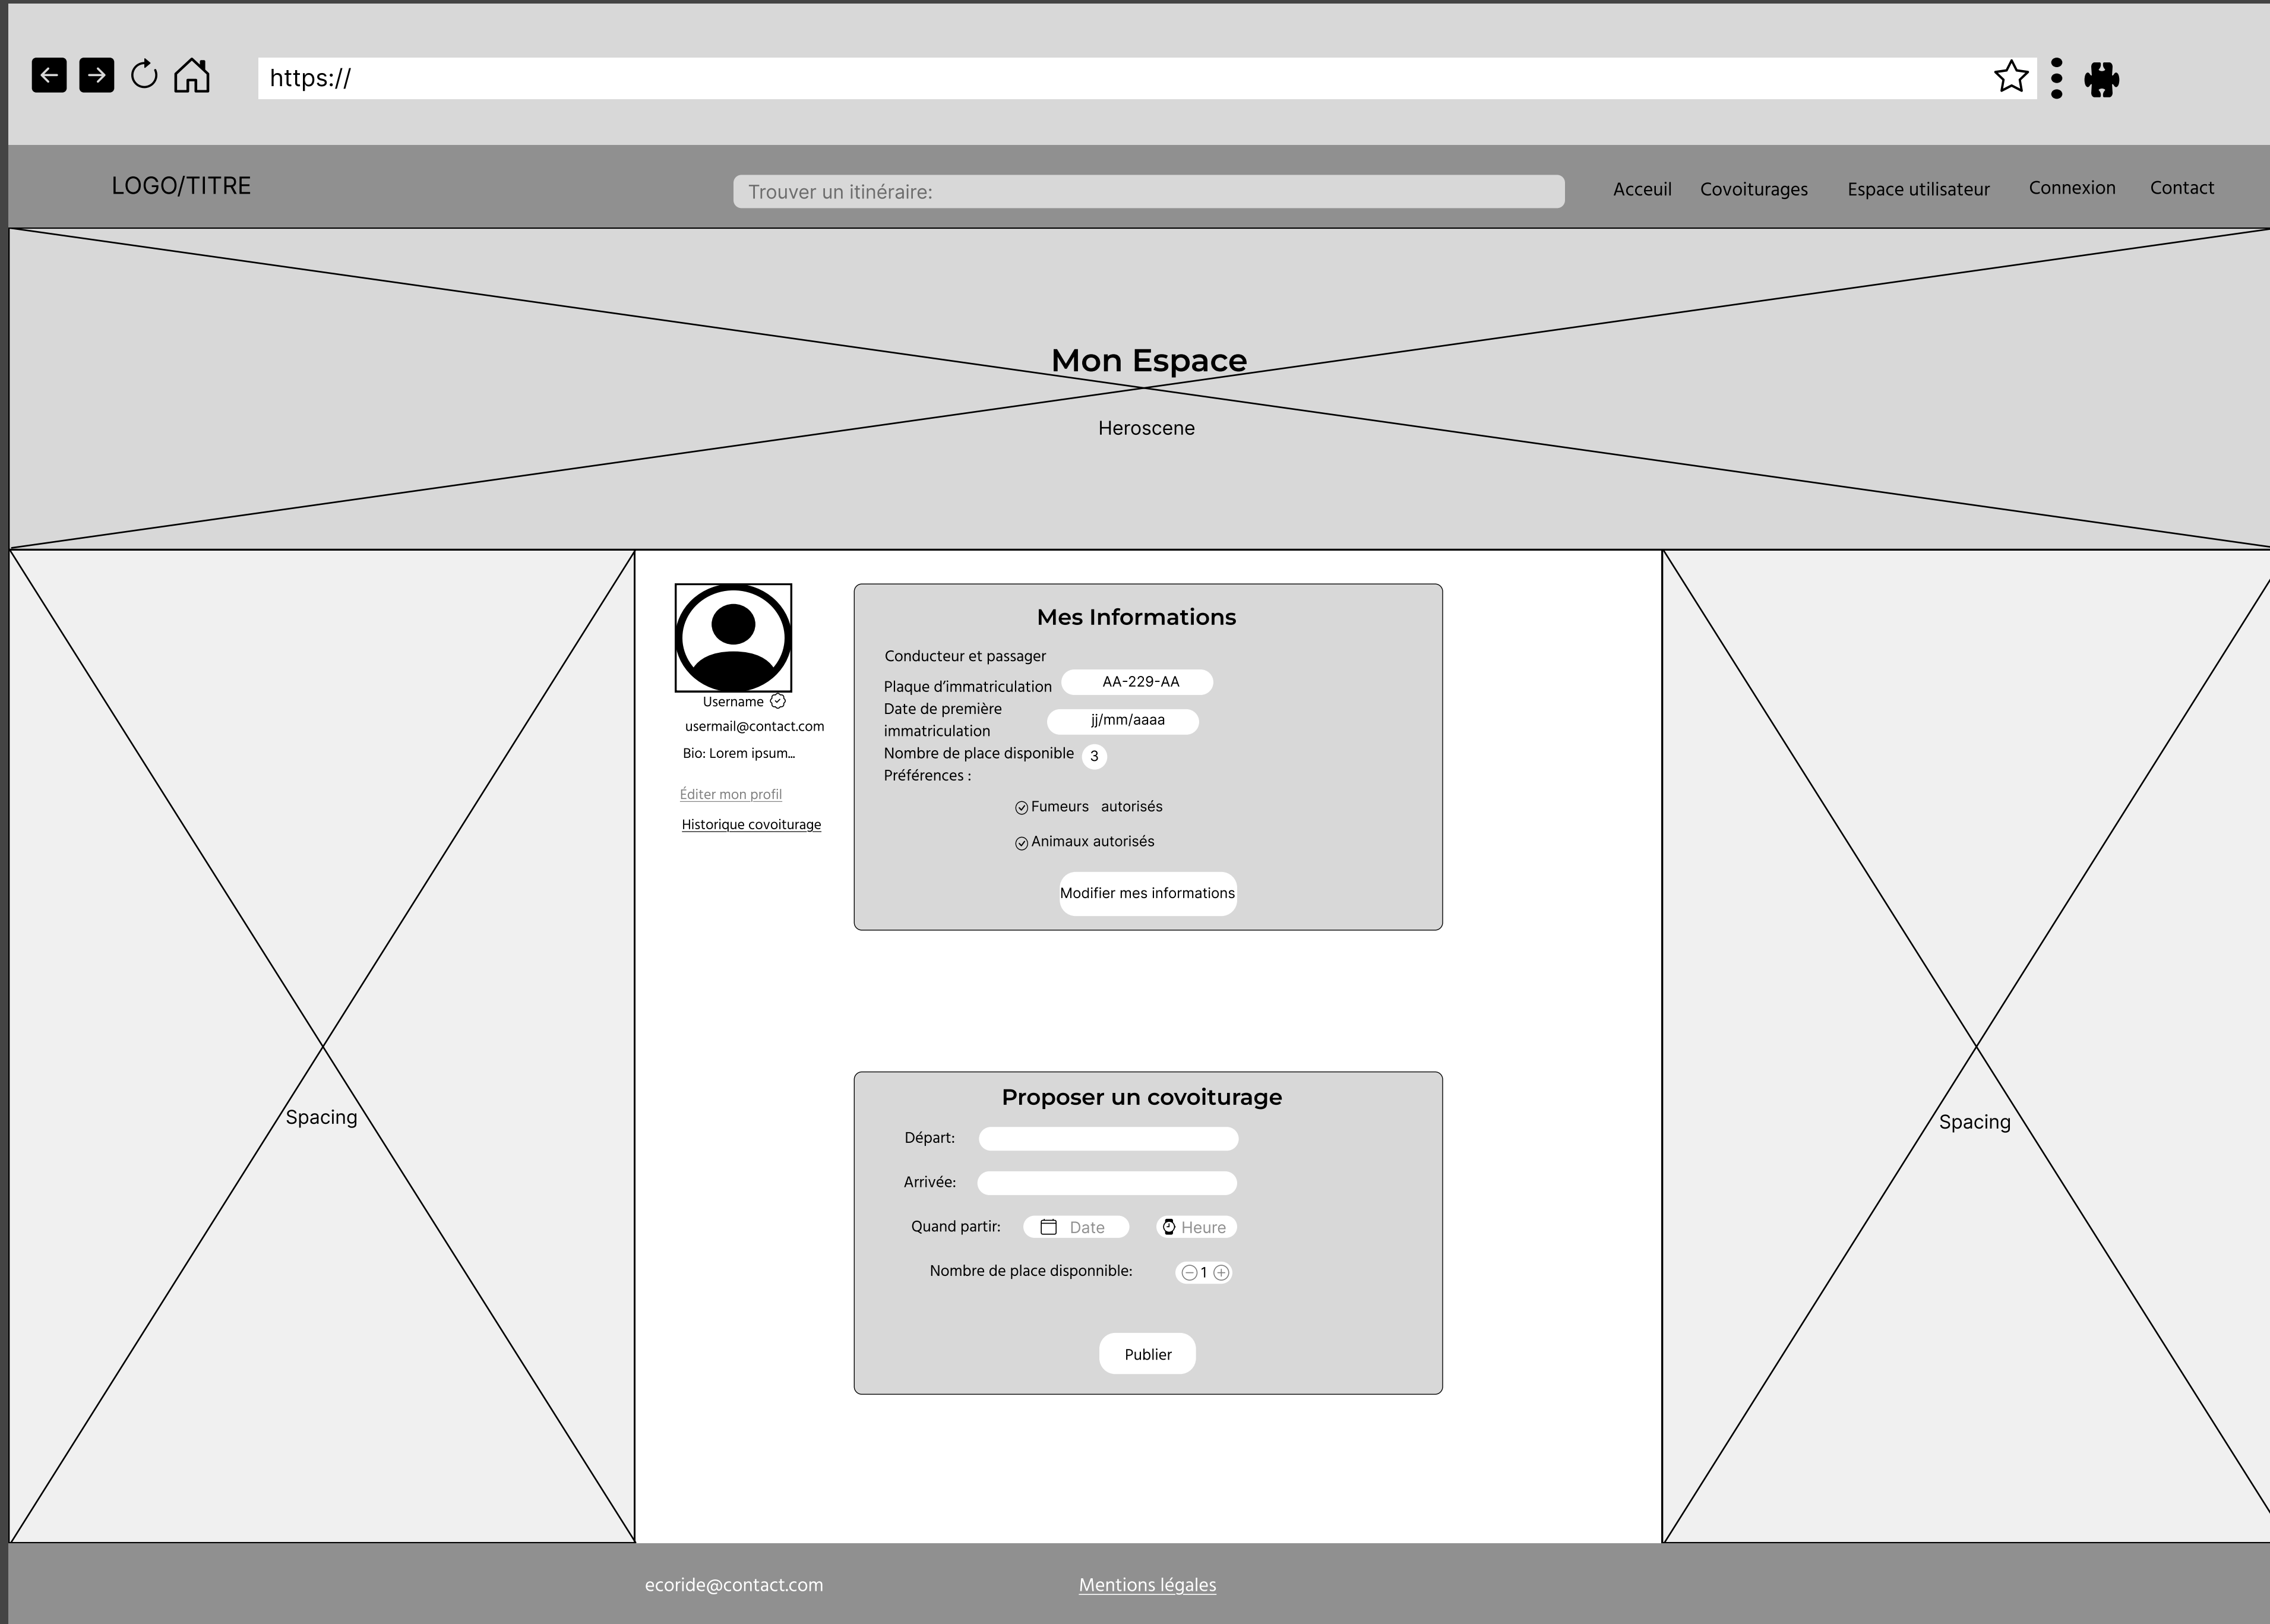 https://
LOGO/TITRE
Trouver un itinéraire:
Acceuil
Covoiturages
Espace utilisateur
Connexion
Contact
Mon Espace
Heroscene
Username
usermail@contact.com
Bio: Lorem ipsum...
Éditer mon profil
Historique covoiturage
Mes Informations
Conducteur et passager
Plaque d’immatriculation AA-229-AA
Date de première
immatriculation jj/mm/aaaa
Nombre de place disponible 3
Préférences :
Fumeurs autorisés
Animaux autorisés
Modifier mes informations
Proposer un covoiturage
Départ:
Arrivée:
Quand partir: Date Heure
Nombre de place disponnible: 1
Publier
Spacing
Spacing
ecoride@contact.com
Mentions légales